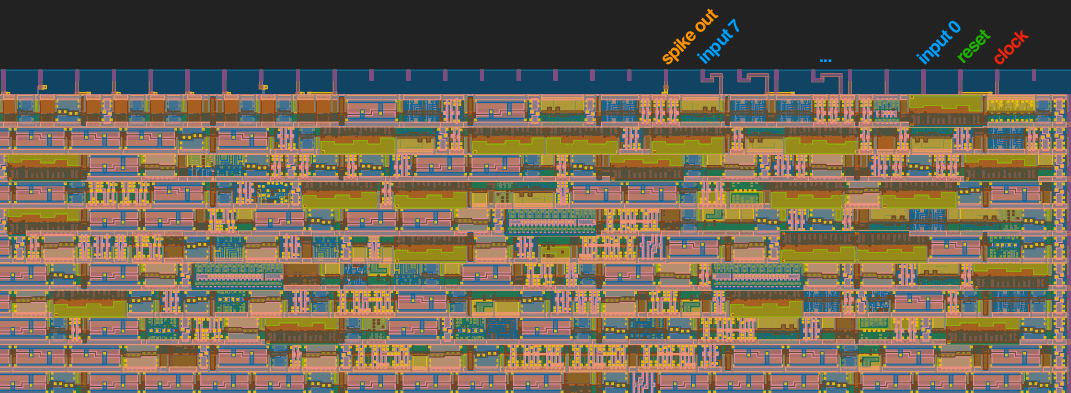 spike out
input 7
...
input 0
reset
clock